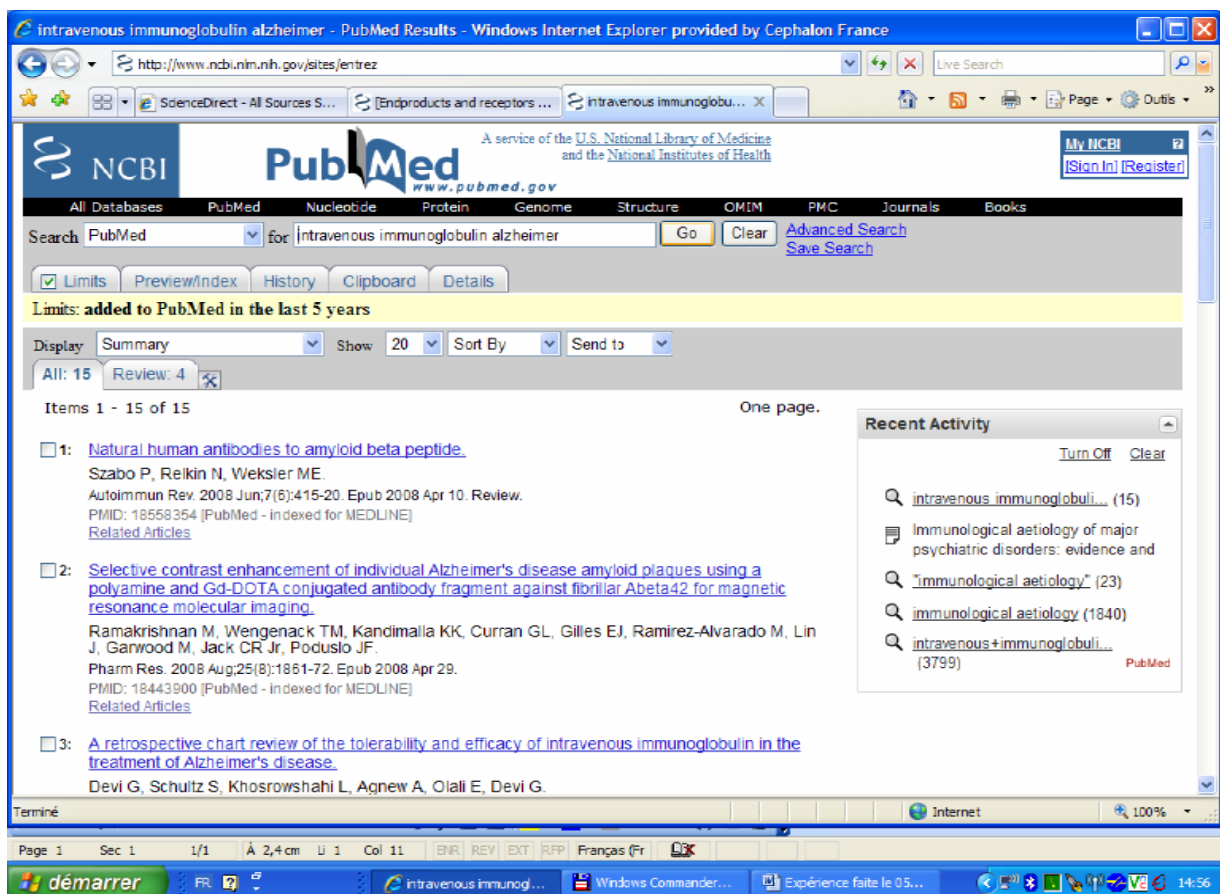 intravenous immunoglobulin alzheimer - PubMed Results - Windows Internet Explorer provided by Cephalon France
http://www.ncbi.nlm.nih.gov/sites/entrez
Live Search
ScienceDirect - All Sources S...
[Endproducts and receptors ...
intravenous immunoglobu...
Page
Outils
NCBI
PubMed
www.pubmed.gov
A service of the U.S. National Library of Medicine
and the National Institutes of Health
My NCBI
[Sign In] [Register]
All Databases PubMed Nucleotide Protein Genome Structure OMIM PMC Journals Books
Search PubMed for intravenous immunoglobulin alzheimer Go Clear Advanced Search
Save Search
Limits Preview/Index History Clipboard Details
Limits: added to PubMed in the last 5 years
Display Summary Show 20 Sort By Send to
All: 15 Review: 4
Items 1 - 15 of 15 One page.
1: Natural human antibodies to amyloid beta peptide.
Szabo P, Relkin N, Weksler ME.
Autoimmun Rev. 2008 Jun;7(6):415-20. Epub 2008 Apr 10. Review.
PMID: 18558354 [PubMed - indexed for MEDLINE]
Related Articles
2: Selective contrast enhancement of individual Alzheimer's disease amyloid plaques using a
polyamine and Gd-DOTA conjugated antibody fragment against fibrillar Abeta42 for magnetic
resonance molecular imaging.
Ramakrishnan M, Wengenack TM, Kandimalla KK, Curran GL, Gilles EJ, Ramirez-Alvarado M, Lin
J, Garwood M, Jack CR Jr, Poduslo JF.
Pharm Res. 2008 Aug;25(8):1861-72. Epub 2008 Apr 29.
PMID: 18443900 [PubMed - indexed for MEDLINE]
Related Articles
3: A retrospective chart review of the tolerability and efficacy of intravenous immunoglobulin in the
treatment of Alzheimer's disease.
Devi G, Schultz S, Khosrowshahi L, Agnew A, Olali E, Devi G.
Recent Activity
Turn Off Clear
intravenous immunoglobuli... (15)
Immunological aetiology of major
psychiatric disorders: evidence and
"immunological aetiology" (23)
immunological aetiology (1840)
intravenous+immunoglobuli...
(3799) PubMed
Terminé Internet 100%
Page 1 Sec 1 1/1 À 2,4 cm Li 1 Col 11 ENR REV EXT RFP Français (Fr
démarrer FR intravenous immunogl... Windows Commander... Expérience faite le 05... 14:56